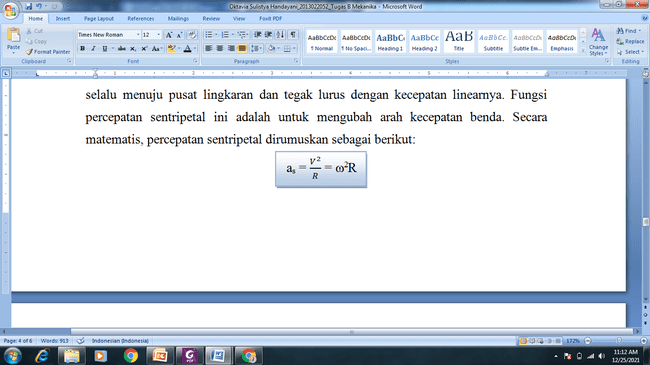 Oktavia Sulistya Handayani_2013022052_Tugas B Mekanika - Microsoft Word
Home Insert Page Layout References Mailings Review View Foxit PDF
Paste
Cut
Copy
Format Painter
Clipboard
Times New Roman 12
Font
Paragraph
AaBbCcDc AaBbCcDc AaBbC AaBbCc AaB AaBbCc. AaBbCcDc AaBbCcDc
¶ Normal ¶ No Spaci... Heading 1 Heading 2 Title Subtitle Subtle Em... Emphasis
Styles
Change Styles
Find
Replace
Select
Editing
selalu menuju pusat lingkaran dan tegak lurus dengan kecepatan linearnya. Fungsi
percepatan sentripetal ini adalah untuk mengubah arah kecepatan benda. Secara
matematis, percepatan sentripetal dirumuskan sebagai berikut:
aₛ = V²/R = ω²R
Page: 4 of 6 Words: 913 Indonesian (Indonesia) 172%
11:12 AM
12/25/2021